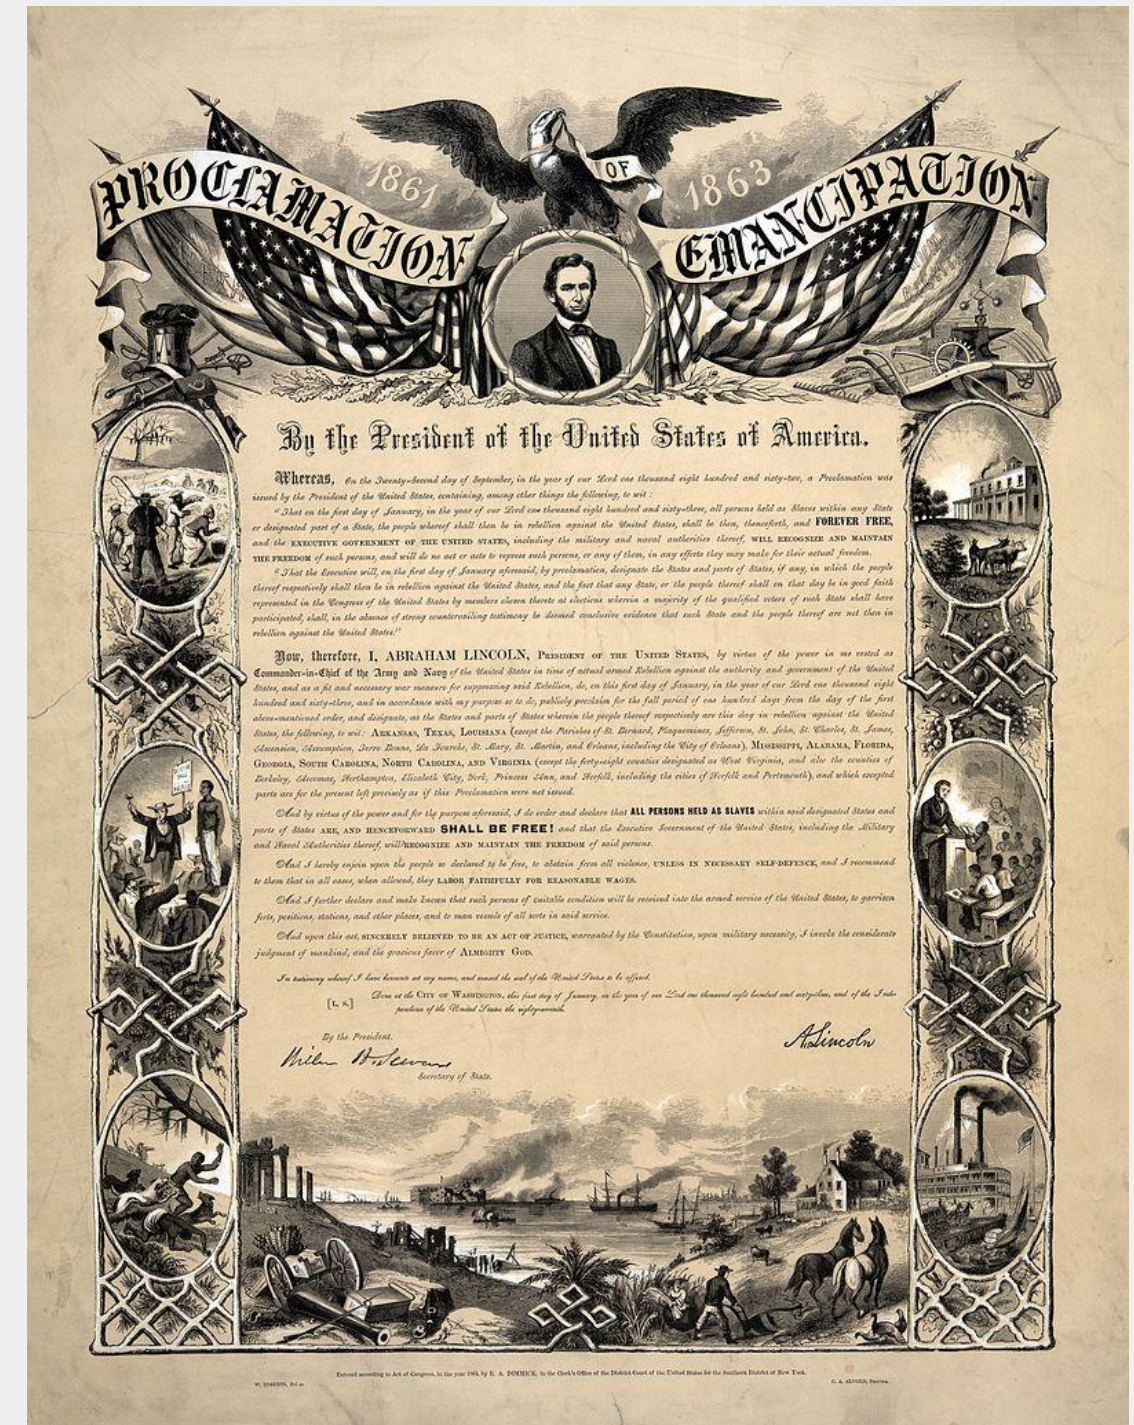 PROCLAMATION
1861
OF
1863
EMANCIPATION
By the President of the United States of America.
Whereas, On the Twenty-Second day of September, in the year of our Lord one thousand eight hundred and sixty-two, a Proclamation was
issued by the President of the United States, containing, among other things the following, to wit:
"That on the first day of January, in the year of our Lord one thousand eight hundred and sixty-three, all persons held as Slaves within any State
or designated part of a State, the people whereof shall then be in rebellion against the United States, shall be then, thenceforth, and FOREVER FREE,
and the EXECUTIVE GOVERNMENT OF THE UNITED STATES, including the military and naval authorities thereof, WILL RECOGNIZE AND MAINTAIN
THE FREEDOM of such persons, and will do no act or acts to repress such persons, or any of them, in any efforts they may make for their actual freedom.
"That the Executive will, on the first day of January aforesaid, by proclamation, designate the States and parts of States, if any, in which the people
thereof respectively shall then be in rebellion against the United States, and the fact that any State, or the people thereof shall on that day be in good faith
represented in the Congress of the United States by members chosen thereto at elections wherein a majority of the qualified voters of such State shall have
participated, shall, in the absence of strong countervailing testimony be deemed conclusive evidence that such State and the people thereof are not then in
rebellion against the United States."
Now, therefore, I, ABRAHAM LINCOLN, PRESIDENT OF THE UNITED STATES, by virtue of the power in me vested as
Commander-in-Chief of the Army and Navy of the United States in time of actual armed Rebellion against the authority and government of the United
States, and as a fit and necessary war measure for suppressing said Rebellion, do, on this first day of January, in the year of our Lord one thousand eight
hundred and sixty-three, and in accordance with my purpose so to do, publicly proclaim for the full period of one hundred days from the day of the first
above-mentioned order, and designate, as the States and parts of States wherein the people thereof respectively are this day in rebellion against the United
States, the following, to wit: ARKANSAS, TEXAS, LOUISIANA (except the Parishes of St. Bernard, Plaquemines, Jefferson, St. John, St. Charles, St. James,
Ascension, Assumption, Terre Bonne, La Fourche, St. Mary, St. Martin, and Orleans, including the City of Orleans), MISSISSIPPI, ALABAMA, FLORIDA,
GEORGIA, SOUTH CAROLINA, NORTH CAROLINA, AND VIRGINIA (except the forty-eight counties designated as West Virginia, and also the counties of
Berkeley, Accomac, Northampton, Elizabeth City, York, Princess Ann, and Norfolk, including the cities of Norfolk and Portsmouth), and which excepted
parts are for the present left precisely as if this Proclamation were not issued.
And by virtue of the power and for the purpose aforesaid, I do order and declare that ALL PERSONS HELD AS SLAVES within said designated States and
parts of States ARE, AND HENCEFORWARD SHALL BE FREE! and that the Executive Government of the United States, including the Military
and Naval Authorities thereof, will RECOGNIZE AND MAINTAIN THE FREEDOM of said persons.
And I hereby enjoin upon the people so declared to be free, to abstain from all violence, UNLESS IN NECESSARY SELF-DEFENCE, and I recommend
to them that in all cases, when allowed, they LABOR FAITHFULLY FOR REASONABLE WAGES.
And I further declare and make known that such persons of suitable condition will be received into the armed service of the United States, to garrison
forts, positions, stations, and other places, and to man vessels of all sorts in said service.
And upon this act, SINCERELY BELIEVED TO BE AN ACT OF JUSTICE, warranted by the Constitution, upon military necessity, I invoke the considerate
judgment of mankind, and the gracious favor of ALMIGHTY GOD.
In testimony whereof I have hereunto set my name, and caused the seal of the United States to be affixed.
[L. S.]
Done at the CITY OF WASHINGTON, this first day of January, in the year of our Lord one thousand eight hundred and sixty-three, and of the Inde-
pendence of the United States the eighty-seventh.
By the President.
A. Lincoln
William H. Seward
Secretary of State.
Entered according to Act of Congress, in the year 1864, by R. A. DIMMICK, in the Clerk's Office of the District Court of the United States for the Southern District of New York.
W. ROBERTS, Del.
C. A. ALVORD, Printer.